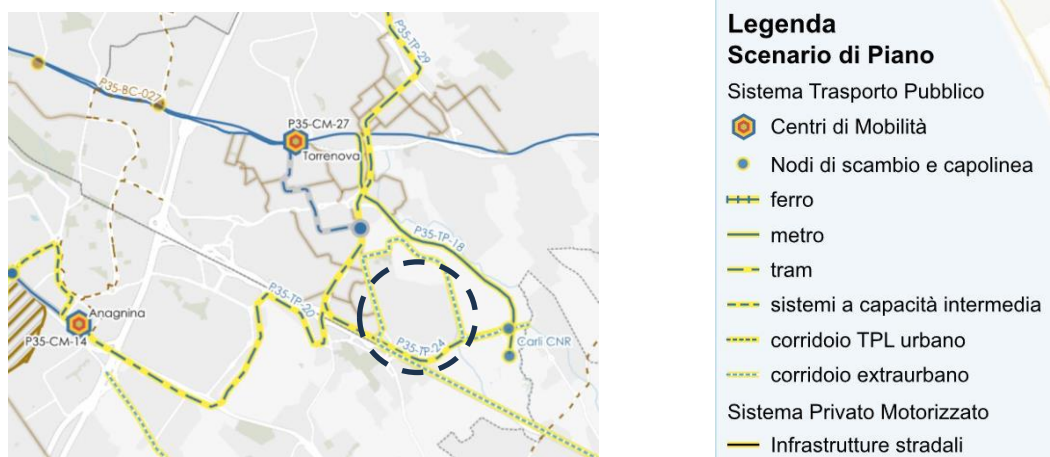 P35-TP-29
P35-BC-027
P35-CM-27
Torrenova
P35-TP-18
P35-TP-20
Anagnina
P35-CM-14
P35-TP-24
Carli CNR
Legenda
Scenario di Piano
Sistema Trasporto Pubblico
Centri di Mobilità
Nodi di scambio e capolinea
ferro
metro
tram
sistemi a capacità intermedia
corridoio TPL urbano
corridoio extraurbano
Sistema Privato Motorizzato
Infrastrutture stradali